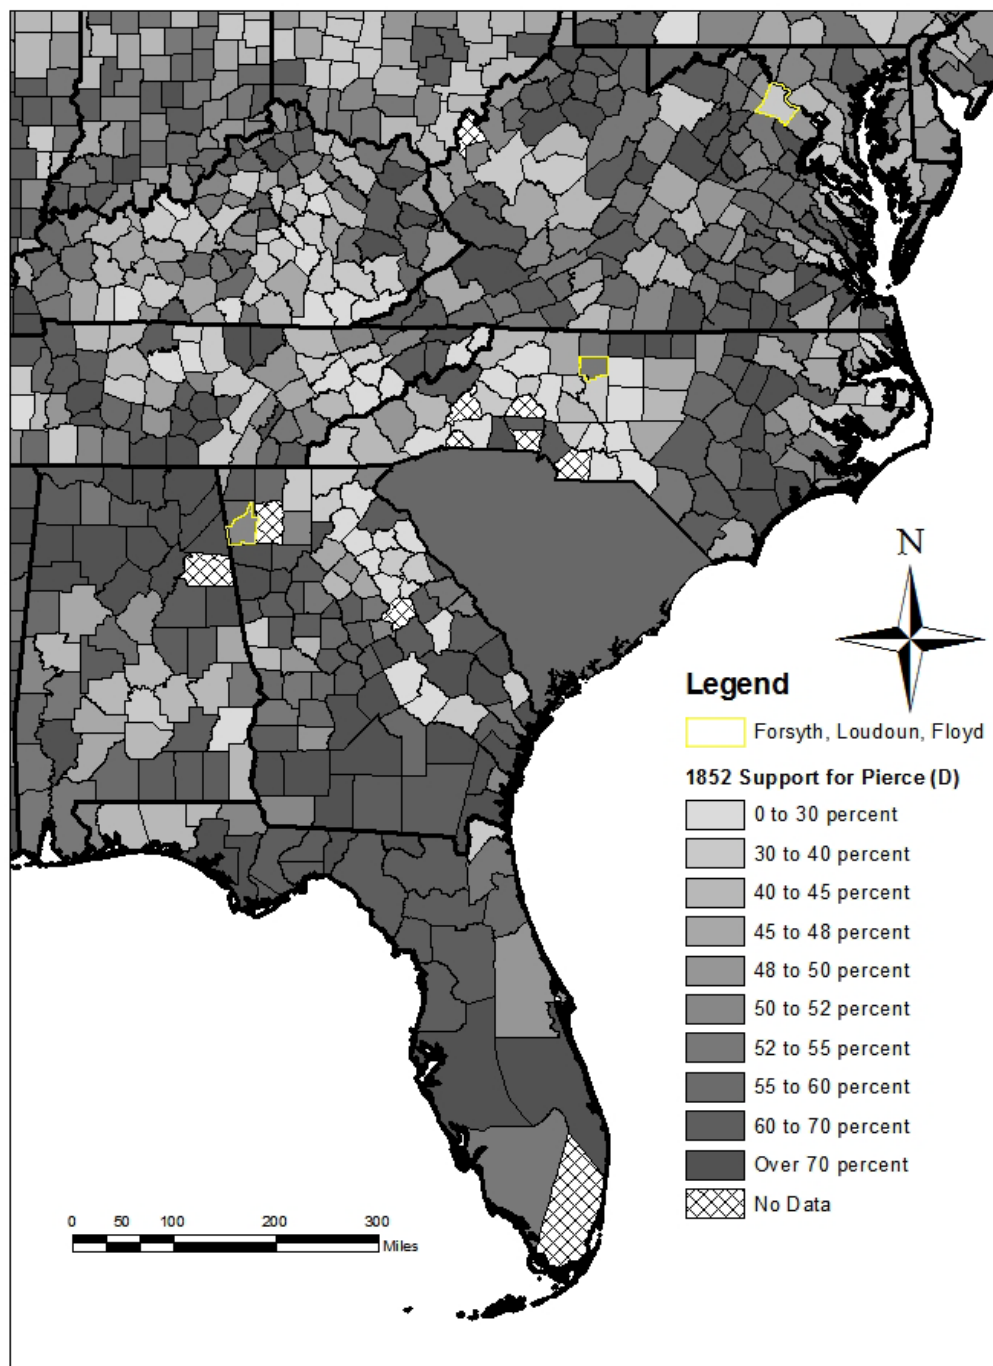 N
Legend
Forsyth, Loudoun, Floyd
1852 Support for Pierce (D)
0 to 30 percent
30 to 40 percent
40 to 45 percent
45 to 48 percent
48 to 50 percent
50 to 52 percent
52 to 55 percent
55 to 60 percent
60 to 70 percent
Over 70 percent
No Data
0 50 100 200 300
Miles